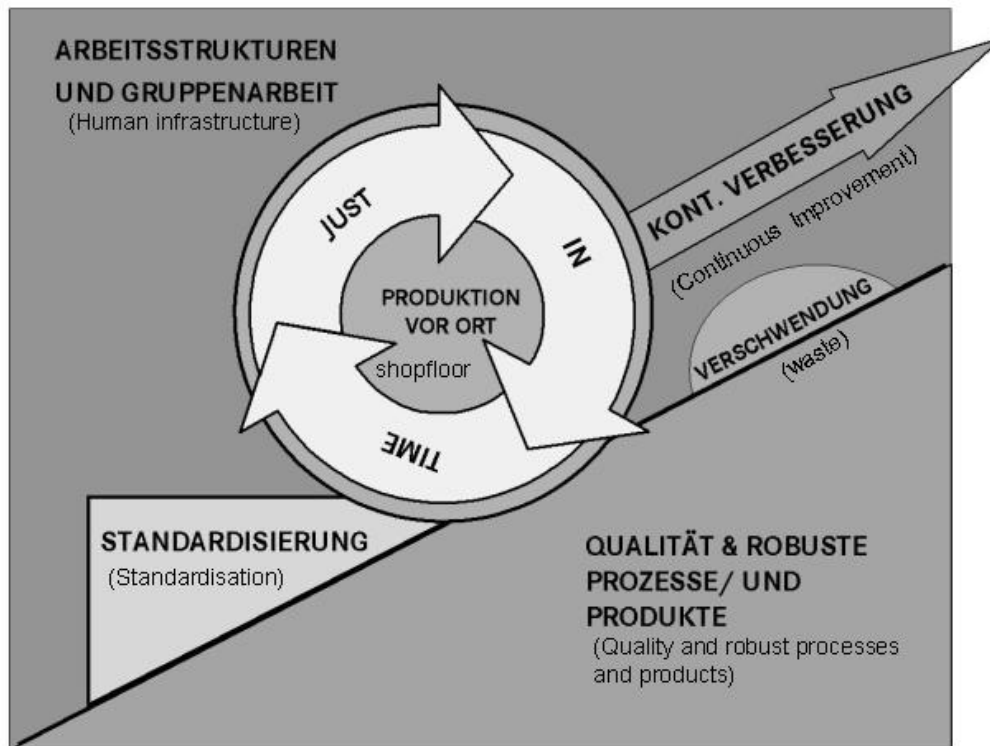 ARBEITSSTRUKTUREN
UND GRUPPENARBEIT
(Human infrastructure)
KONT. VERBESSERUNG
(Continuous Improvement)
JUST
IN
TIME
PRODUKTION
VOR ORT
shopfloor
VERSCHWENDUNG
(waste)
STANDARDISIERUNG
(Standardisation)
QUALITÄT & ROBUSTE
PROZESSE/ UND
PRODUKTE
(Quality and robust processes
and products)